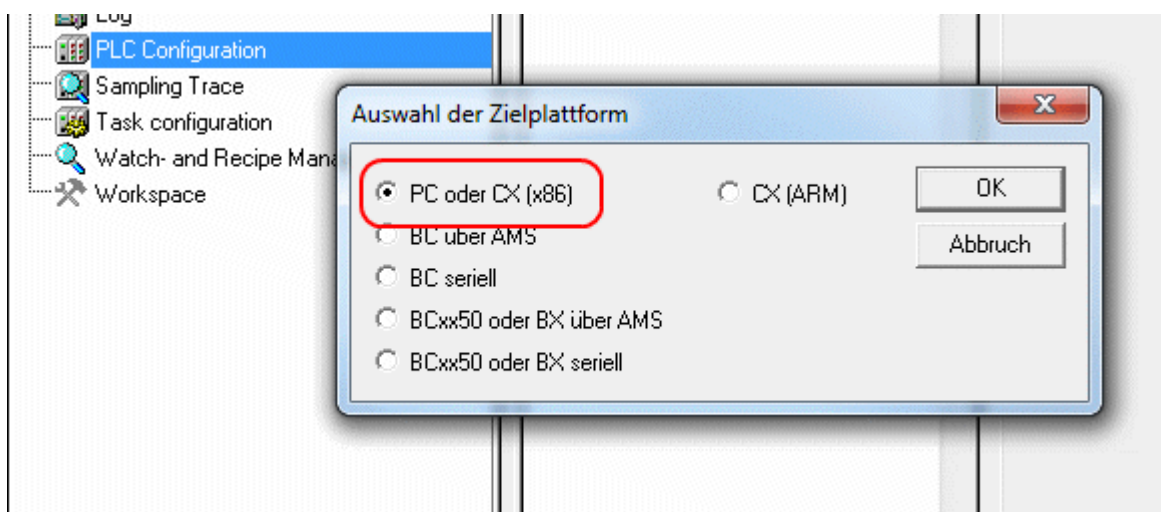 Log
PLC Configuration
Sampling Trace
Task configuration
Watch- and Recipe Mana
Workspace
Auswahl der Zielplattform
PC oder CX (x86)
CX (ARM)
OK
BC über AMS
Abbruch
BC seriell
BCxx50 oder BX über AMS
BCxx50 oder BX seriell